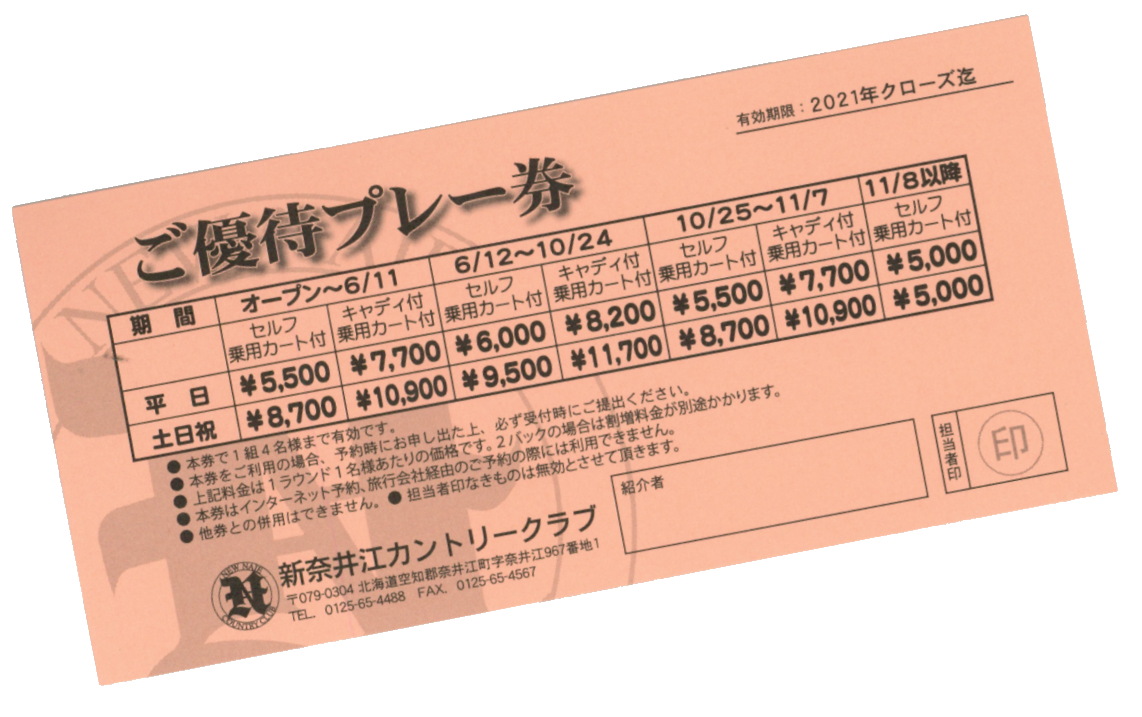 有効期限：2021年クローズ迄
ご優待プレー券
期　間　オープン～6/11　6/12～10/24　10/25～11/7　11/8以降
セルフ　キャディ付　セルフ　キャディ付　セルフ　キャディ付　セルフ
乗用カート付　乗用カート付　乗用カート付　乗用カート付　乗用カート付　乗用カート付　乗用カート付
平　日　¥5,500　¥7,700　¥6,000　¥8,200　¥5,500　¥7,700　¥5,000
土日祝　¥8,700　¥10,900　¥9,500　¥11,700　¥8,700　¥10,900　¥5,000
●本券で1組4名様まで有効です。
●本券をご利用の場合、予約時にお申し出た上、必ず受付時にご提出ください。
●上記料金は1ラウンド1名様あたりの価格です。2バックの場合は割増料金が別途かかります。
●本券はインターネット予約、旅行会社経由のご予約の際には利用できません。
●他券との併用はできません。●担当者印なきものは無効とさせて頂きます。
紹介者
担当者印
印
NEW NAIE
N
COUNTRY CLUB
新奈井江カントリークラブ
〒079-0304 北海道空知郡奈井江町字奈井江967番地1
TEL. 0125-65-4488　FAX. 0125-65-4567